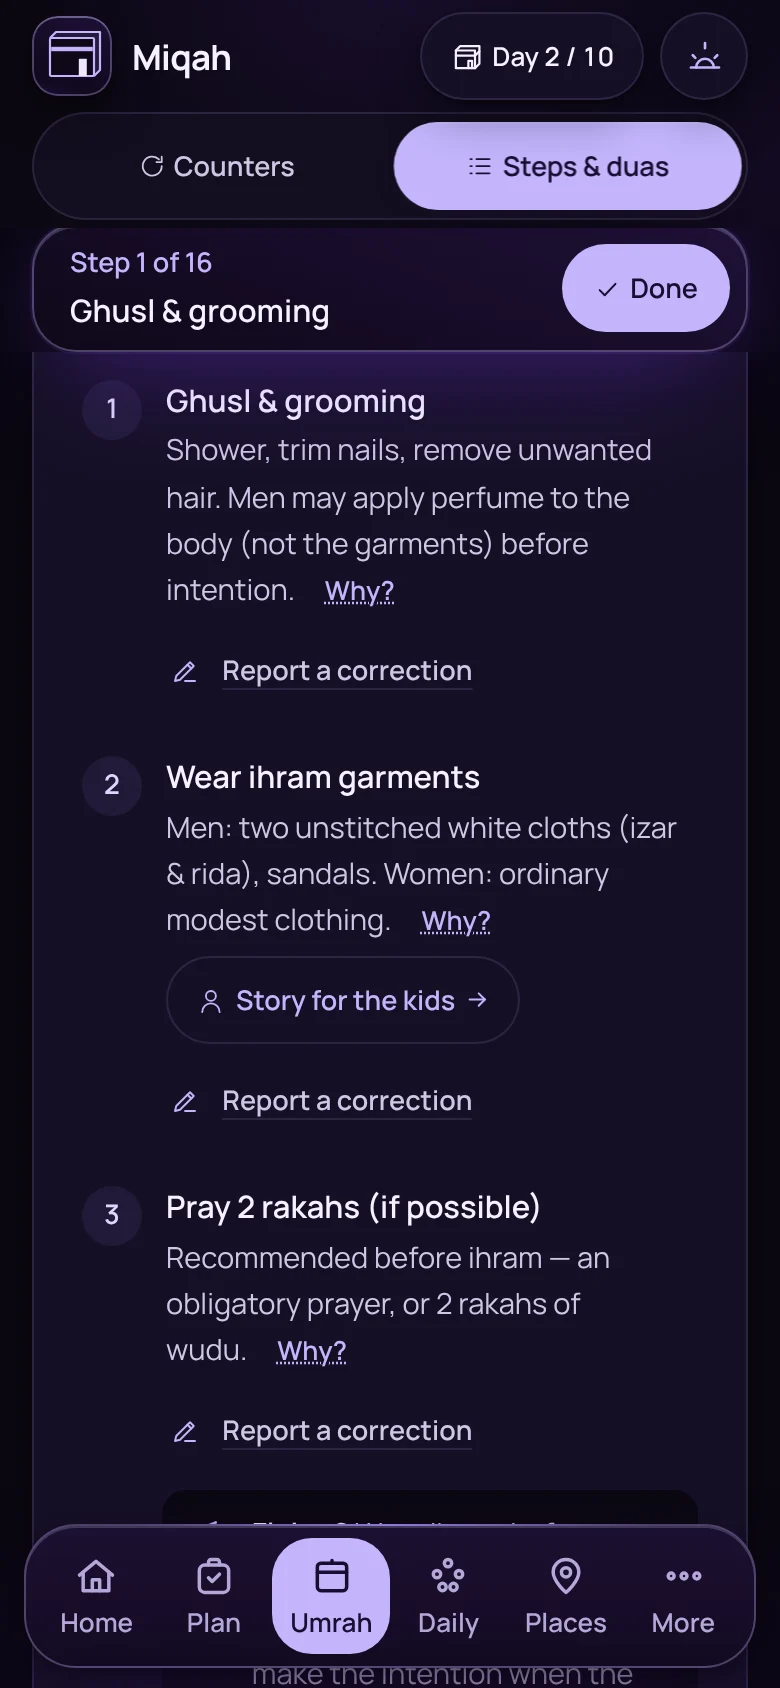 Miqah
Day 2 / 10
Counters
Steps & duas
Step 1 of 16
Ghusl & grooming
Done
1
Ghusl & grooming
Shower, trim nails, remove unwanted
hair. Men may apply perfume to the
body (not the garments) before
intention. Why?
Report a correction
2
Wear ihram garments
Men: two unstitched white cloths (izar
& rida), sandals. Women: ordinary
modest clothing. Why?
Story for the kids →
Report a correction
3
Pray 2 rakahs (if possible)
Recommended before ihram — an
obligatory prayer, or 2 rakahs of
wudu. Why?
Report a correction
Home
Plan
Umrah
Daily
Places
More
make the intention when the